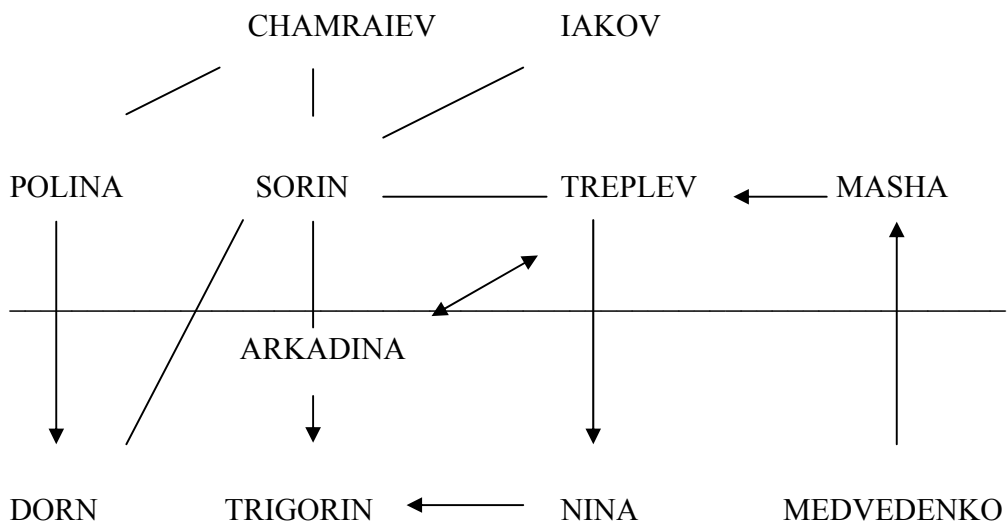 CHAMRAIEV IAKOV
POLINA SORIN TREPLEV MASHA
ARKADINA
DORN TRIGORIN NINA MEDVEDENKO